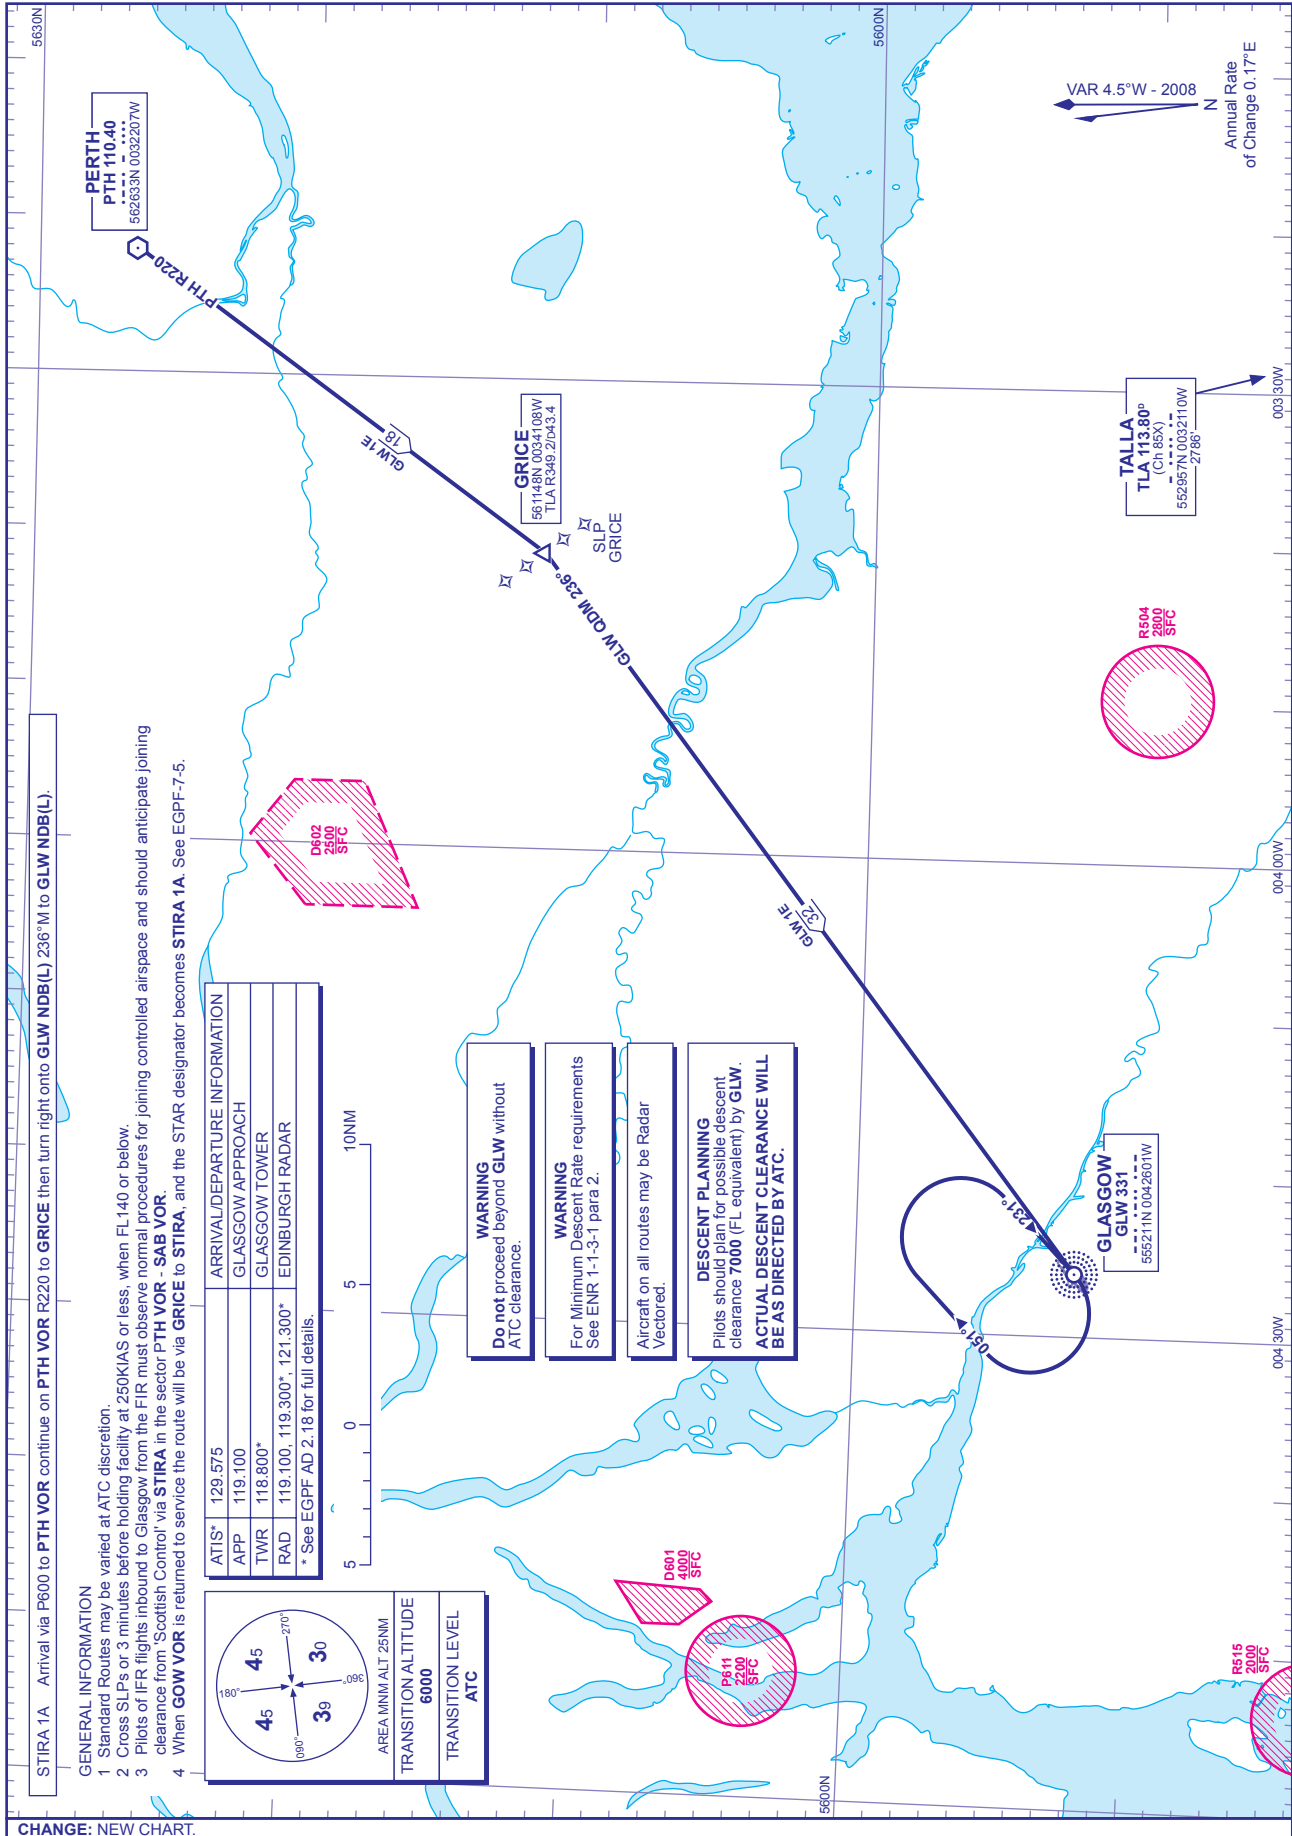 STIRA 1A Arrival via P600 to PTH VOR continue on PTH VOR R220 to GRICE then turn right onto GLW NDB(L) 236°M to GLW NDB(L).
GENERAL INFORMATION
1 Standard Routes may be varied at ATC discretion.
2 Cross SLPs or 3 minutes before holding facility at 250KIAS or less, when FL140 or below.
3 Pilots of IFR flights inbound to Glasgow from the FIR must observe normal procedures for joining controlled airspace and should anticipate joining
clearance from 'Scottish Control' via STIRA in the sector PTH VOR - SAB VOR.
4 When GOW VOR is returned to service the route will be via GRICE to STIRA, and the STAR designator becomes STIRA 1A. See EGPF-7-5.
180°
270°
360°
090°
45
45
39
30
AREA MNM ALT 25NM
TRANSITION ALTITUDE
6000
TRANSITION LEVEL
ATC
ATIS* 129.575 ARRIVAL/DEPARTURE INFORMATION
APP 119.100 GLASGOW APPROACH
TWR 118.800* GLASGOW TOWER
RAD 119.100, 119.300*, 121.300* EDINBURGH RADAR
* See EGPF AD 2.18 for full details.
5 0 5 10NM
WARNING
Do not proceed beyond GLW without
ATC clearance.
WARNING
For Minimum Descent Rate requirements
See ENR 1-1-3-1 para 2.
Aircraft on all routes may be Radar
Vectored.
DESCENT PLANNING
Pilots should plan for possible descent
clearance 7000 (FL equivalent) by GLW.
ACTUAL DESCENT CLEARANCE WILL
BE AS DIRECTED BY ATC.
5630N
PERTH
PTH 110.40
562633N 0032207W
PTH R220
GLW 1E
18
GRICE
561148N 0034108W
TLA R349.2/D43.4
SLP
GRICE
GLW QDM 236°
D602
2500
SFC
GLW 1E
32
5600N
VAR 4.5°W - 2008
N
Annual Rate
of Change 0.17°E
TALLA
TLA 113.80D
(Ch 85X)
552957N 0032110W
2786'
R504
2800
SFC
D601
4000
SFC
P611
2200
SFC
R515
2000
SFC
231°
051°
GLASGOW
GLW 331
555211N 0042601W
5600N
00430W
00400W
00330W
CHANGE: NEW CHART.